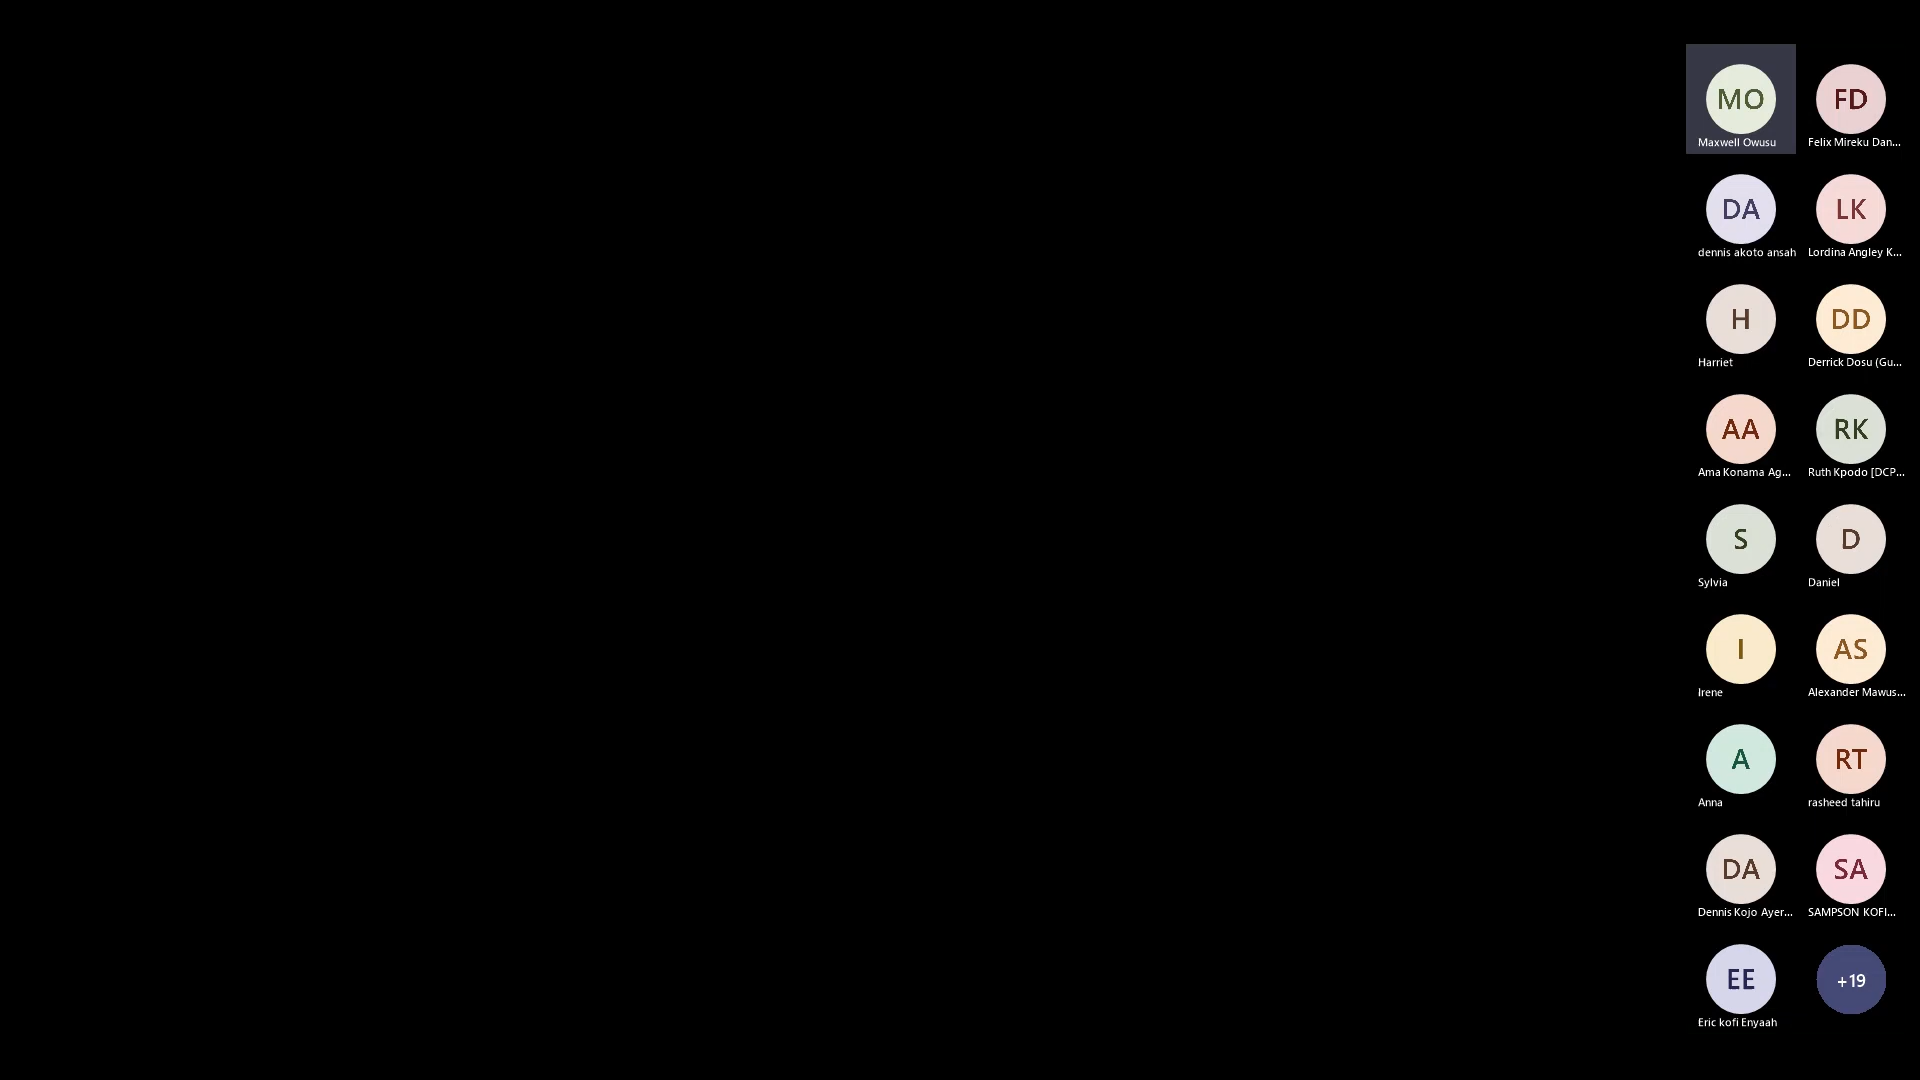 MO FD
Maxwell Owusu Felix Mireku Dan...
DA LK
dennis akoto ansah Lordina Angley K...
H DD
Harriet Derrick Dosu (Gu...
AA RK
Ama Konama Ag... Ruth Kpodo [DCP...
S D
Sylvia Daniel
I AS
Irene Alexander Mawus...
A RT
Anna rasheed tahiru
DA SA
Dennis Kojo Ayer... SAMPSON KOFI...
EE +19
Eric kofi Enyaah